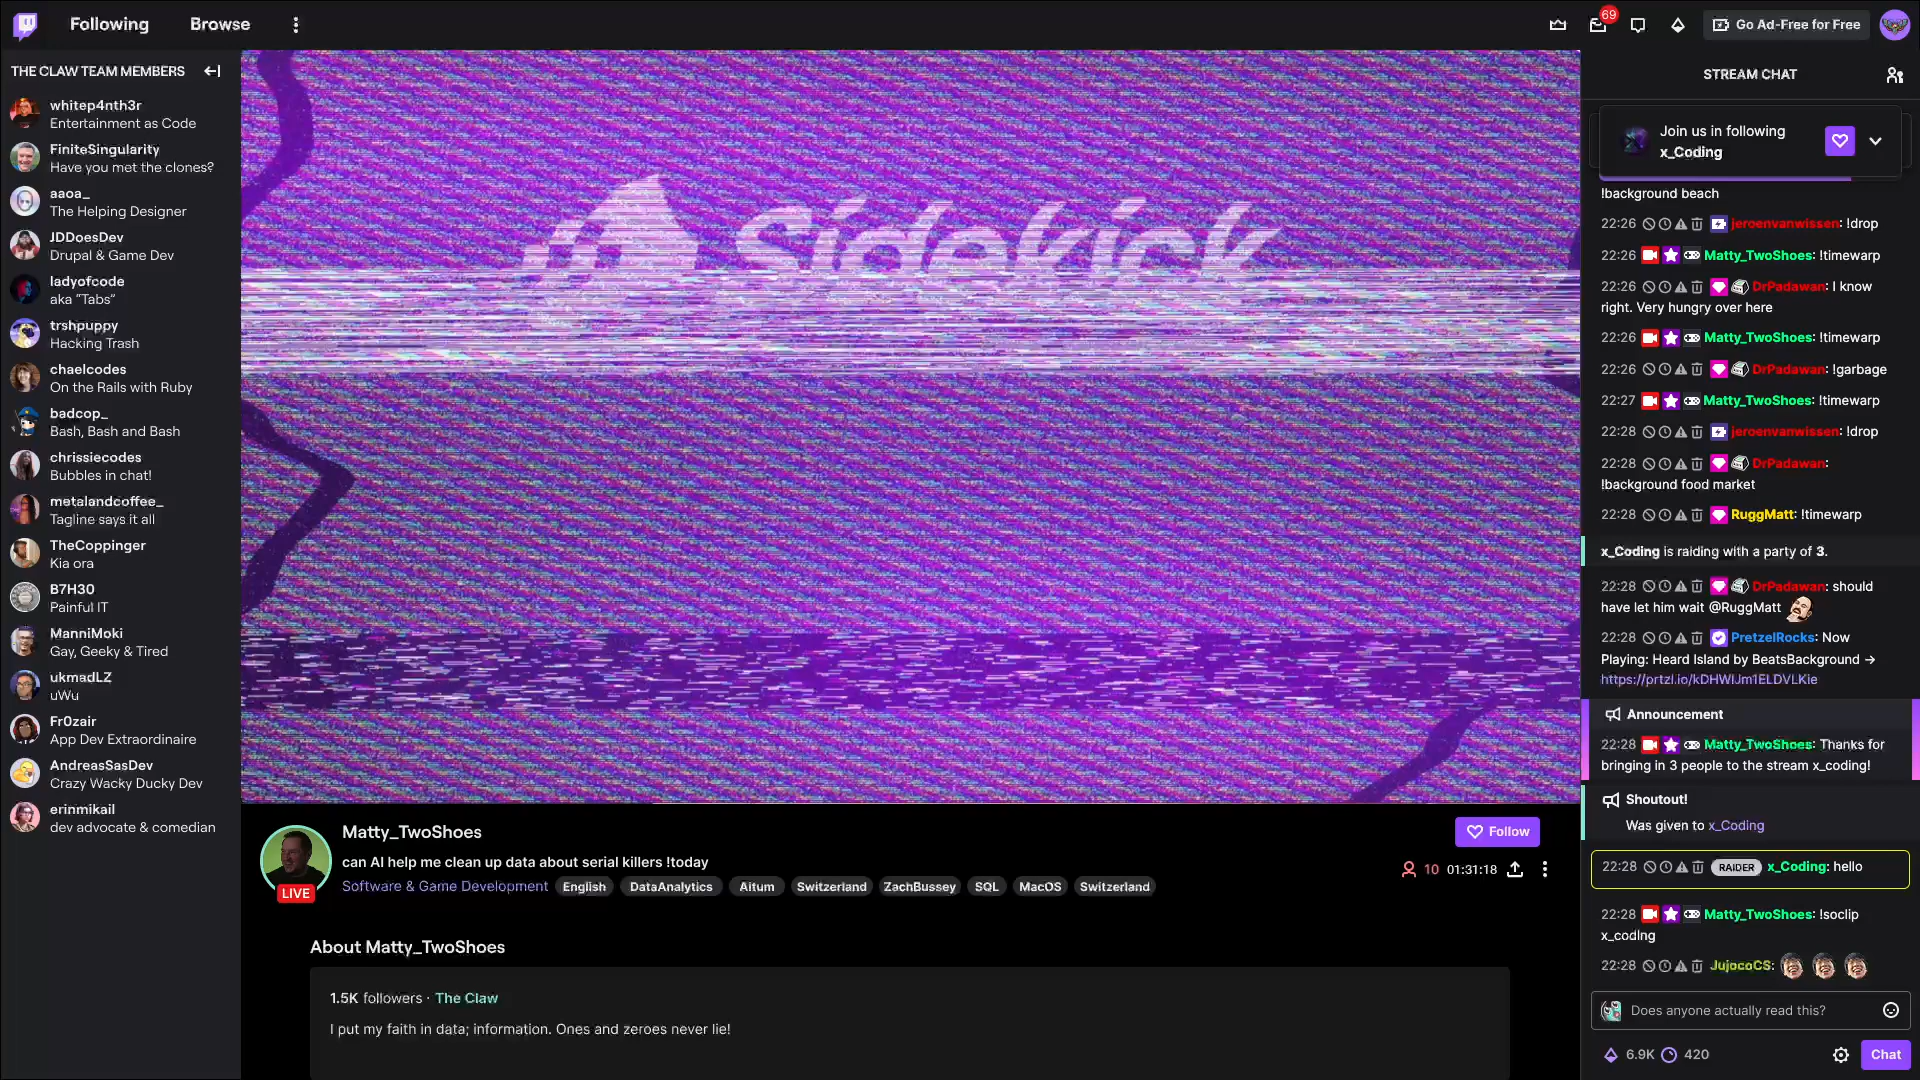 Following
Browse
69
Go Ad-Free for Free
THE CLAW TEAM MEMBERS
whitep4nth3r
Entertainment as Code
FiniteSingularity
Have you met the clones?
aaoa_
The Helping Designer
JDDoesDev
Drupal & Game Dev
ladyofcode
aka "Tabs"
trshpuppy
Hacking Trash
chaelcodes
On the Rails with Ruby
badcop_
Bash, Bash and Bash
chrissiecodes
Bubbles in chat!
metalandcoffee_
Tagline says it all
TheCoppinger
Kia ora
B7H30
Painful IT
ManniMoki
Gay, Geeky & Tired
ukmadLZ
uWu
Fr0zair
App Dev Extraordinaire
AndreasSasDev
Crazy Wacky Ducky Dev
erinmikail
dev advocate & comedian
Sidekick
Matty_TwoShoes
can AI help me clean up data about serial killers !today
Software & Game Development English DataAnalytics Aitum Switzerland ZachBussey SQL MacOS Switzerland
LIVE
Follow
10 01:31:18
About Matty_TwoShoes
1.5K followers · The Claw
I put my faith in data; information. Ones and zeroes never lie!
STREAM CHAT
Join us in following
x_Coding
!background beach
22:26 jeroenvanwissen: !drop
22:26 Matty_TwoShoes: !timewarp
22:26 DrPadawan: I know
right. Very hungry over here
22:26 Matty_TwoShoes: !timewarp
22:26 DrPadawan: !garbage
22:27 Matty_TwoShoes: !timewarp
22:28 jeroenvanwissen: !drop
22:28 DrPadawan:
!background food market
22:28 RuggMatt: !timewarp
x_Coding is raiding with a party of 3.
22:28 DrPadawan: should
have let him wait @RuggMatt
22:28 PretzelRocks: Now
Playing: Heard Island by BeatsBackground →
https://prtzl.io/kDHWIJm1ELDVLKie
Announcement
22:28 Matty_TwoShoes: Thanks for
bringing in 3 people to the stream x_coding!
Shoutout!
Was given to x_Coding
22:28 RAIDER x_Coding: hello
22:28 Matty_TwoShoes: !soclip
x_coding
22:28 JujocoCS:
Does anyone actually read this?
6.9K 420
Chat